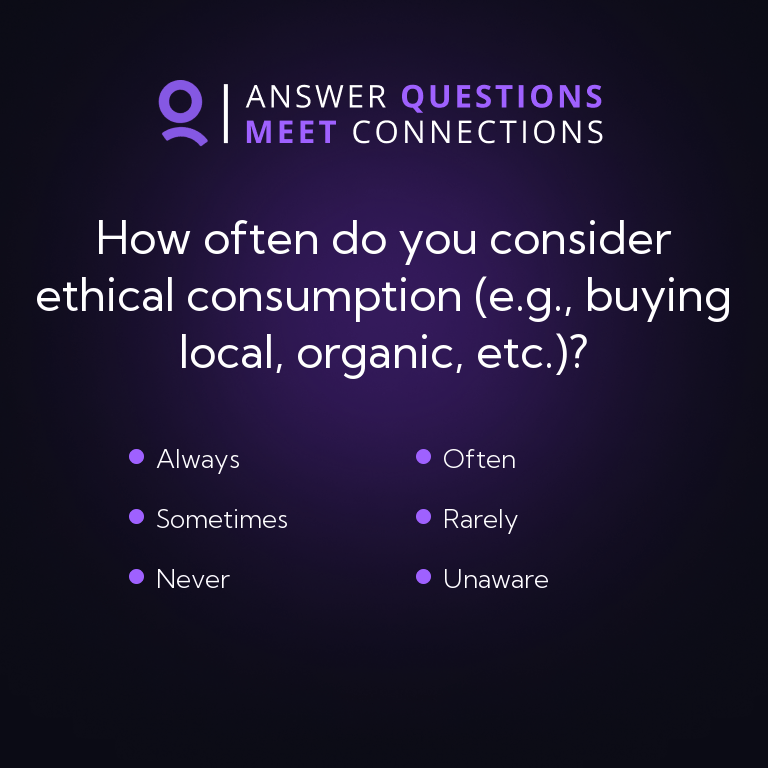 ANSWER QUESTIONS
MEET CONNECTIONS
How often do you consider
ethical consumption (e.g., buying
local, organic, etc.)?
Always
Often
Sometimes
Rarely
Never
Unaware